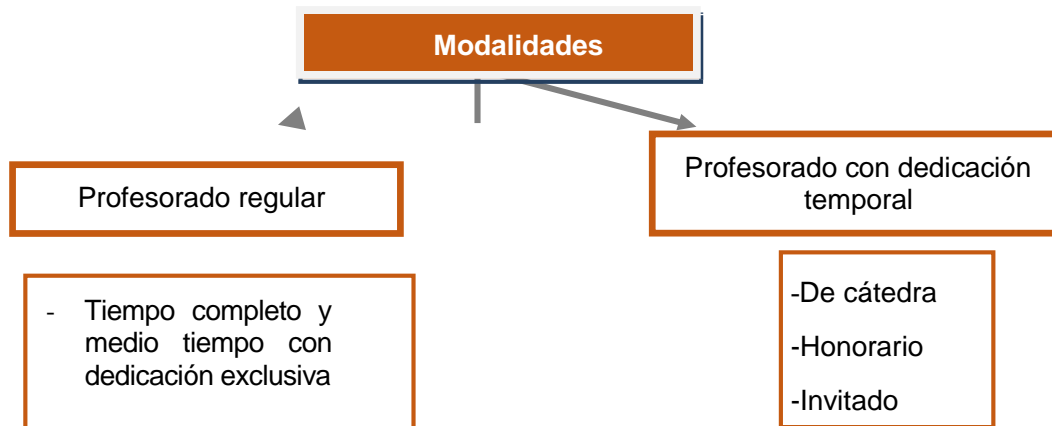 Modalidades
Profesorado regular
Profesorado con dedicación
temporal
- Tiempo completo y
medio tiempo con
dedicación exclusiva
-De cátedra
-Honorario
-Invitado